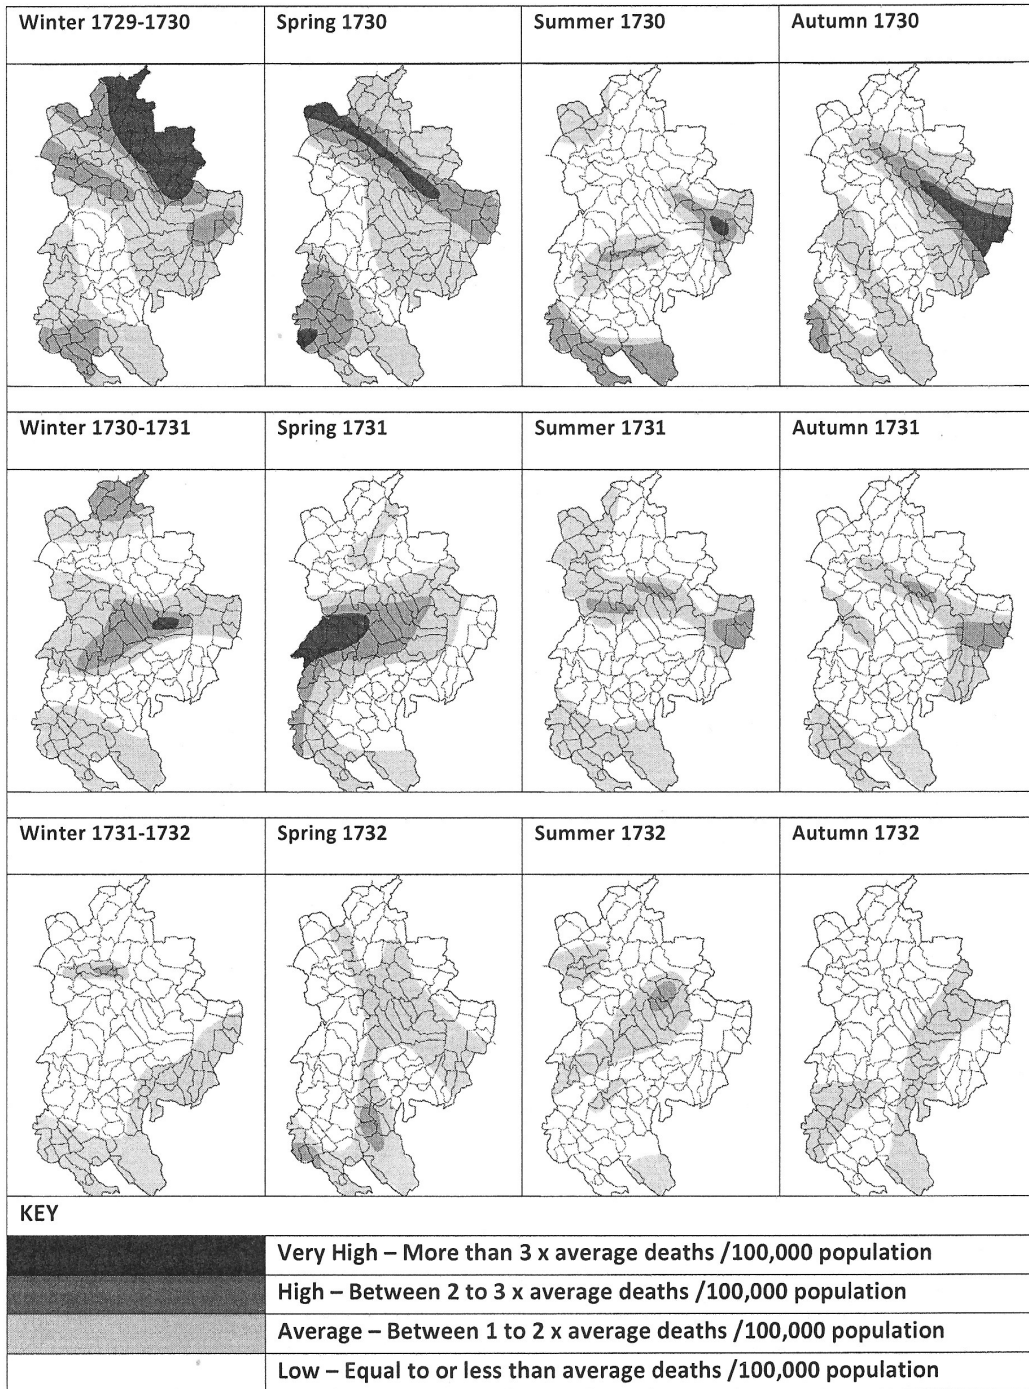 Winter 1729-1730
Spring 1730
Summer 1730
Autumn 1730
Winter 1730-1731
Spring 1731
Summer 1731
Autumn 1731
Winter 1731-1732
Spring 1732
Summer 1732
Autumn 1732
KEY
Very High – More than 3 x average deaths /100,000 population
High – Between 2 to 3 x average deaths /100,000 population
Average – Between 1 to 2 x average deaths /100,000 population
Low – Equal to or less than average deaths /100,000 population